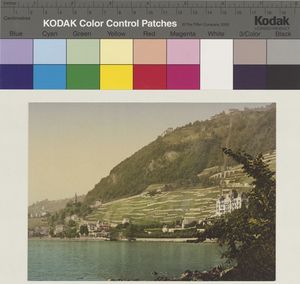 KODAK Color Control Patches
Kodak
Blue Cyan Green Yellow Red Magenta White 3/Color Black